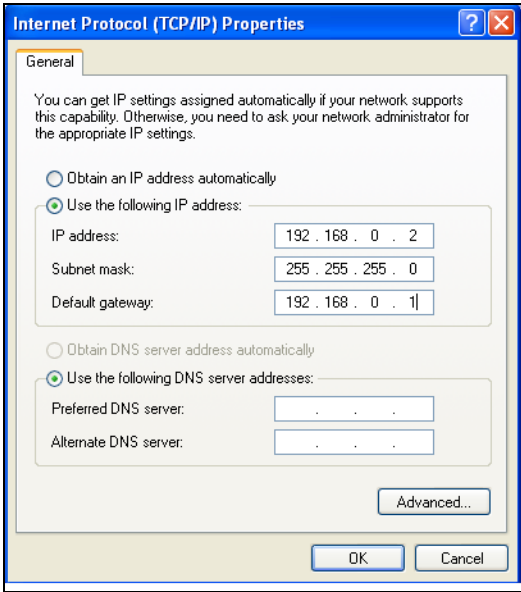 Internet Protocol (TCP/IP) Properties
General
You can get IP settings assigned automatically if your network supports
this capability. Otherwise, you need to ask your network administrator for
the appropriate IP settings.
Obtain an IP address automatically
Use the following IP address:
IP address: 192 . 168 . 0 . 2
Subnet mask: 255 . 255 . 255 . 0
Default gateway: 192 . 168 . 0 . 1
Obtain DNS server address automatically
Use the following DNS server addresses:
Preferred DNS server: . . .
Alternate DNS server: . . .
Advanced...
OK Cancel